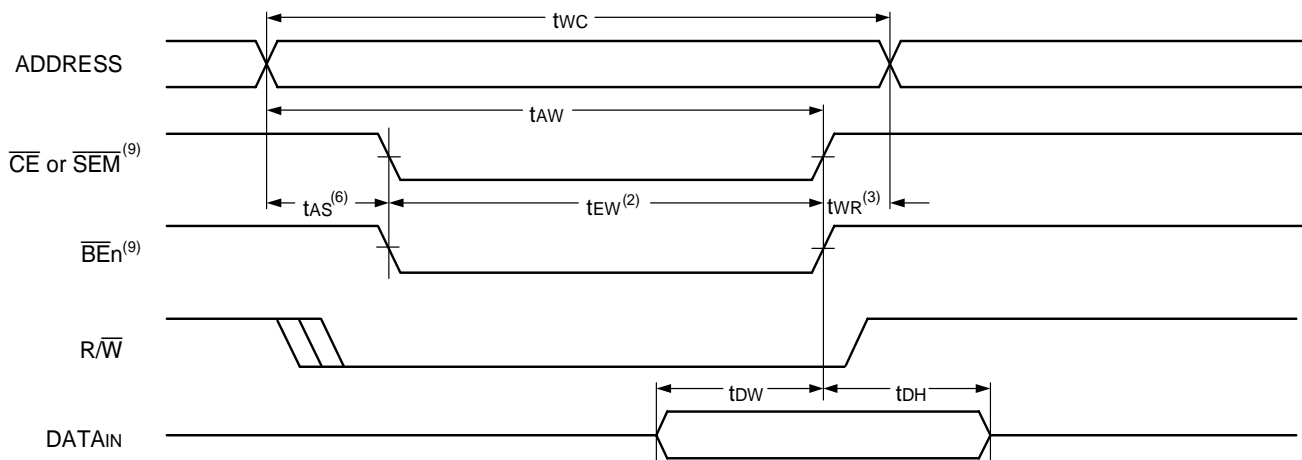 tWC
ADDRESS
tAW
CE or SEM(9)
tAS(6) tEW(2) tWR(3)
BEn(9)
R/W
tDW tDH
DATAIN